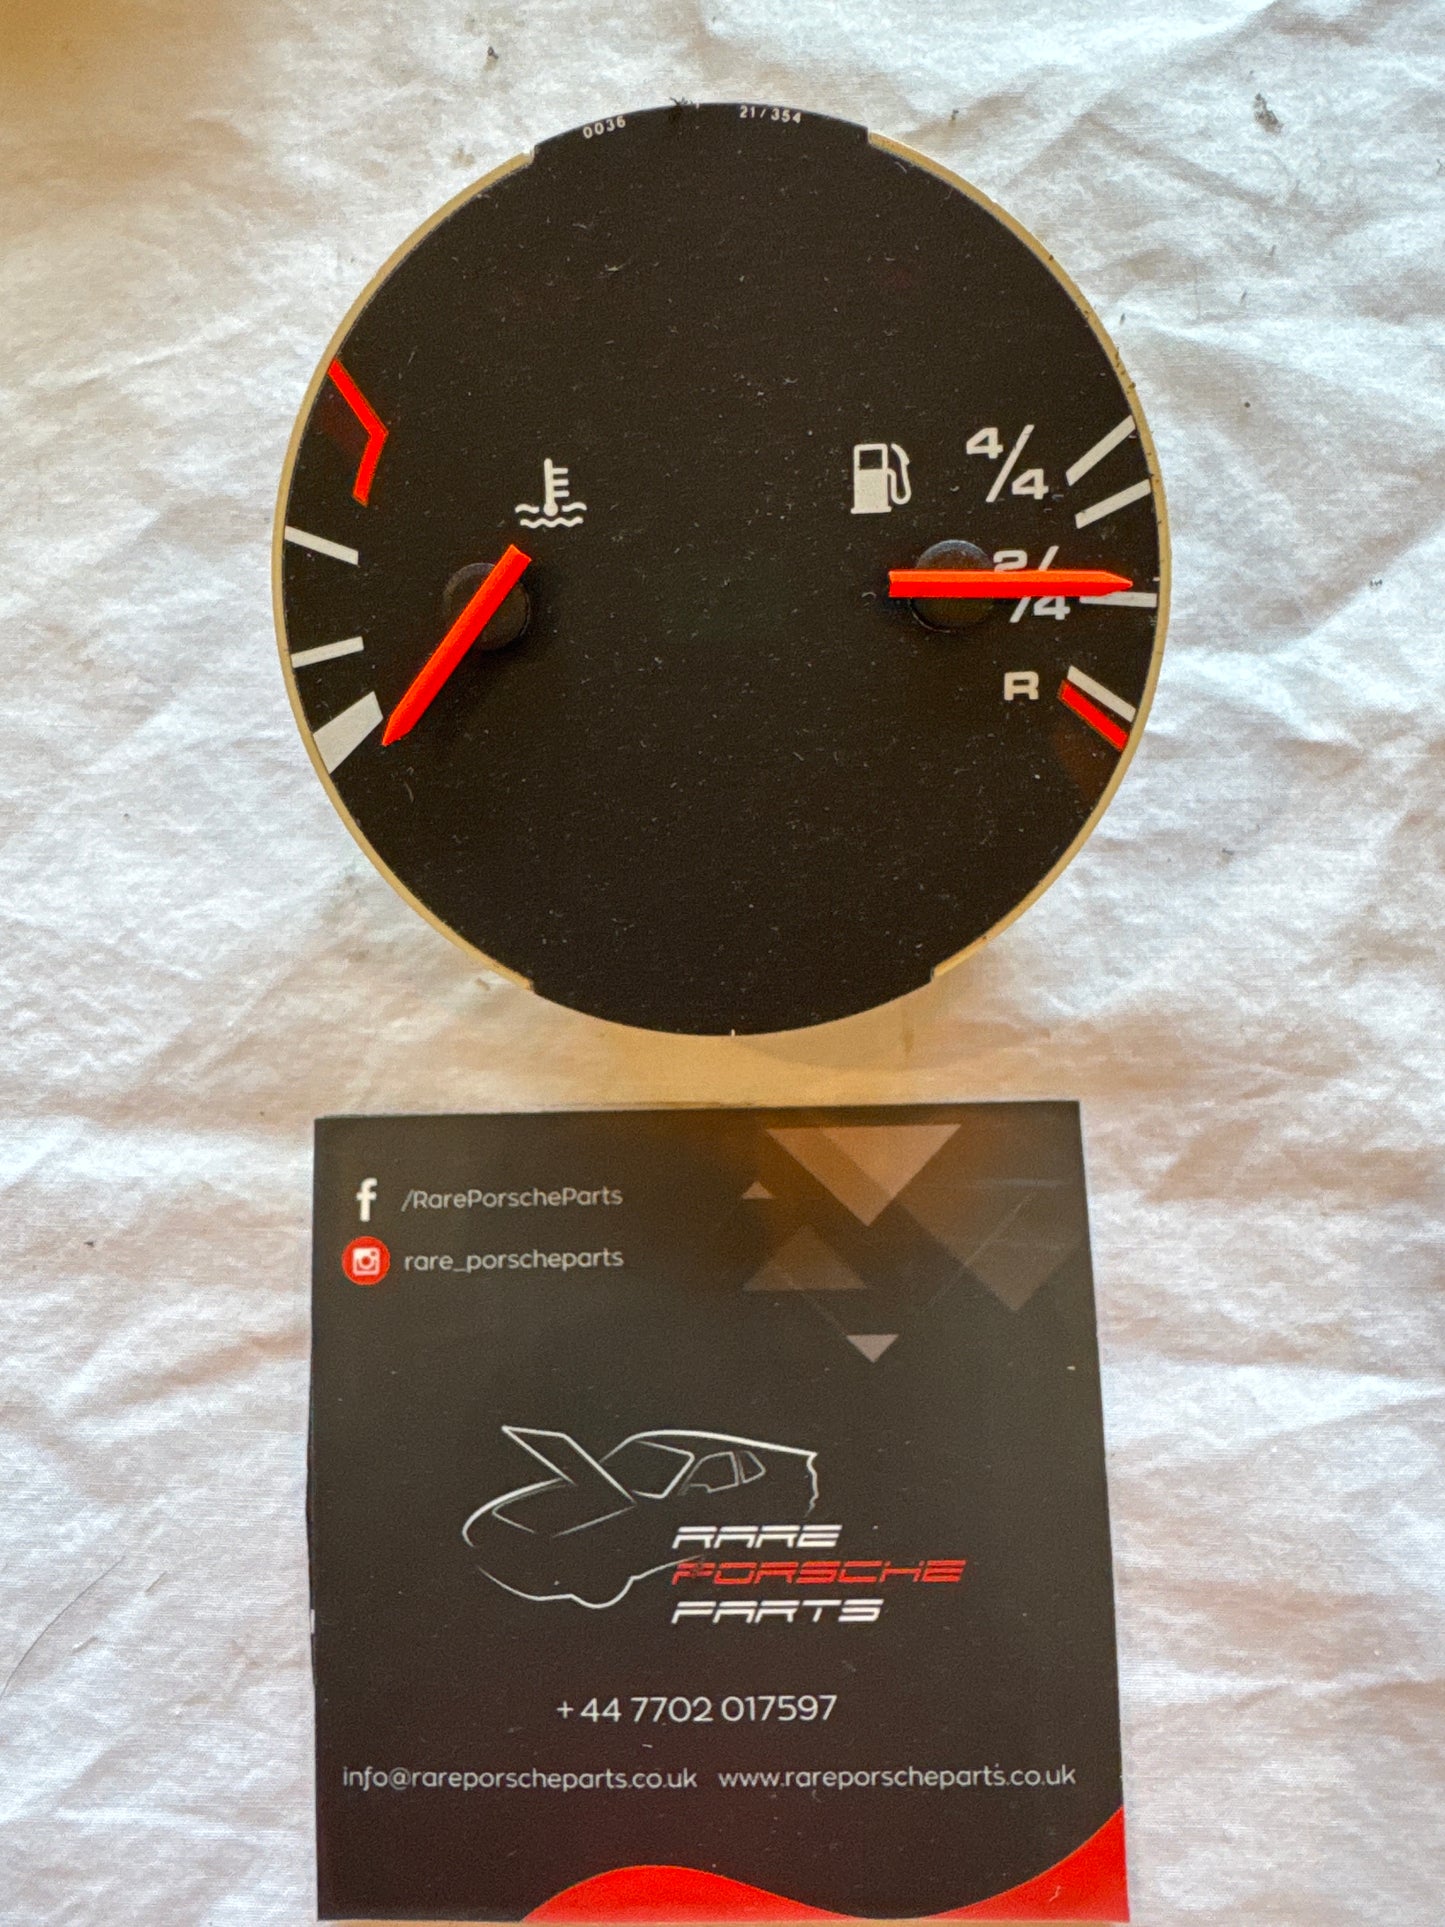 0036 21/354
4/4
2/4
R
f /RarePorscheParts
rare_porscheparts
RARE
PORSCHE
PARTS
+44 7702 017597
info@rareporscheparts.co.uk www.rareporscheparts.co.uk